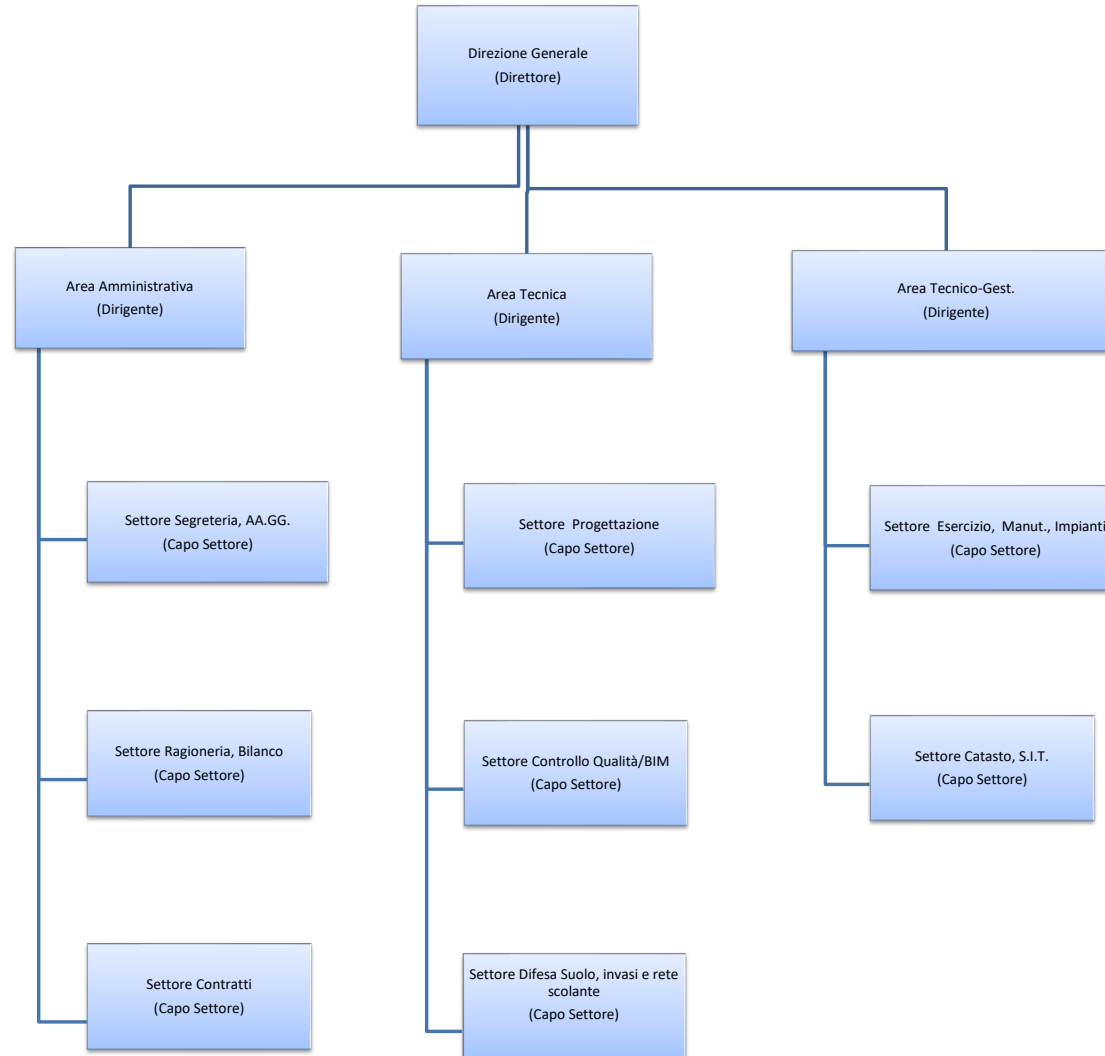 Direzione Generale
(Direttore)
Area Amministrativa
(Dirigente)
Area Tecnica
(Dirigente)
Area Tecnico-Gest.
(Dirigente)
Settore Segreteria, AA.GG.
(Capo Settore)
Settore Progettazione
(Capo Settore)
Settore Esercizio, Manut., Impianti
(Capo Settore)
Settore Ragioneria, Bilanco
(Capo Settore)
Settore Controllo Qualità/BIM
(Capo Settore)
Settore Catasto, S.I.T.
(Capo Settore)
Settore Contratti
(Capo Settore)
Settore Difesa Suolo, invasi e rete
scolante
(Capo Settore)